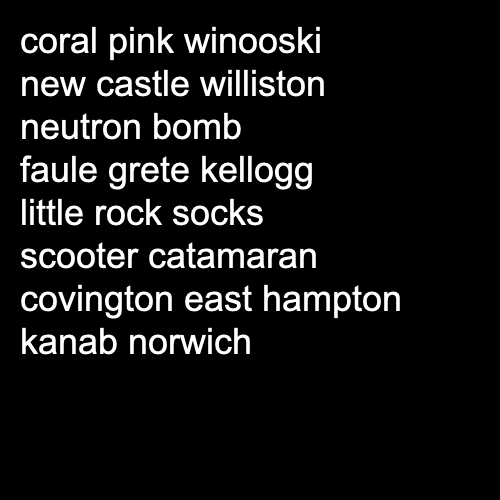 coral pink winooski
new castle williston
neutron bomb
faule grete kellogg
little rock socks
scooter catamaran
covington east hampton
kanab norwich